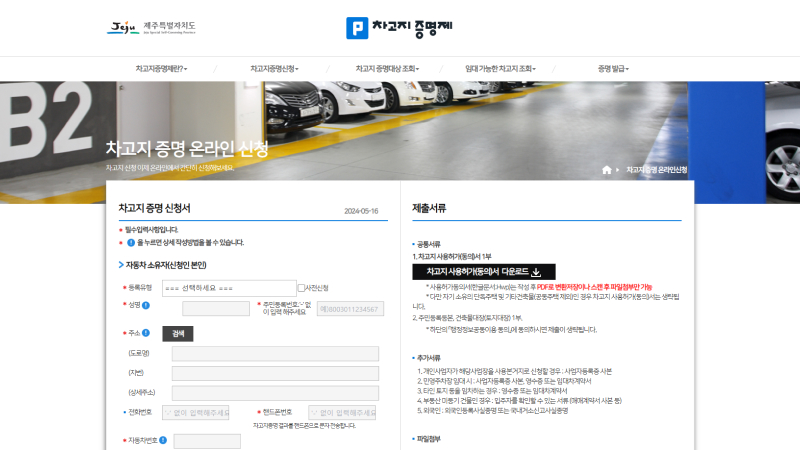 Jeju 제주특별자치도
Jeju Special Self-Governing Province
P 차고지 증명제
차고지증명제란?
차고지증명신청
차고지 증명대상 조회
임대 가능한 차고지 조회
증명 발급
B2
차고지 증명 온라인 신청
차고지 신청 이제 온라인에서 간단히 신청해보세요.
차고지 증명 온라인신청
차고지 증명 신청서
2024-05-16
* 필수입력사항입니다.
* ! 을 누르면 상세 작성방법을 볼 수 있습니다.
자동차 소유자(신청인 본인)
* 등록유형
=== 선택하세요 ===
사전신청
* 성명 !
* 주민등록번호 '-' 없이 입력 해주세요
예)8005011234567
* 주소 !
검색
(도로명)
(지번)
(상세주소)
전화번호
'-' 없이 입력해주세요
* 핸드폰번호
'-' 없이 입력해주세요
차고지증명 결과를 핸드폰으로 문자 전송합니다.
* 자동차번호 !
제출서류
공통서류
1. 차고지 사용허가(동의)서 1부
차고지 사용허가(동의)서 다운로드
* 사용허가동의서(한글문서.Hwp)는 작성 후 PDF로 변환저장이나 스캔 후 파일첨부만 가능
* 다만 자기 소유의 단독주택 및 기타건축물(공동주택 제외)인 경우 차고지 사용허가(동의)서는 생략됩니다.
2. 주민등록등본, 건축물대장(토지대장) 1부.
* 하단의 『행정정보공동이용 동의』에 동의하시면 제출이 생략됩니다.
추가서류
1. 개인사업자가 해당사업장을 사용본거지로 신청할 경우 : 사업자등록증 사본
2. 민영주차장 임대 시 : 사업자등록증 사본, 영수증 또는 임대차계약서
3. 타인 토지 등을 임차하는 경우 : 영수증 또는 임대차계약서
4. 부동산 미등기 건물인 경우 : 입주자를 확인할 수 있는 서류 (매매계약서 사본 등)
5. 외국인 : 외국인등록사실증명 또는 국내거소신고사실증명
파일첨부